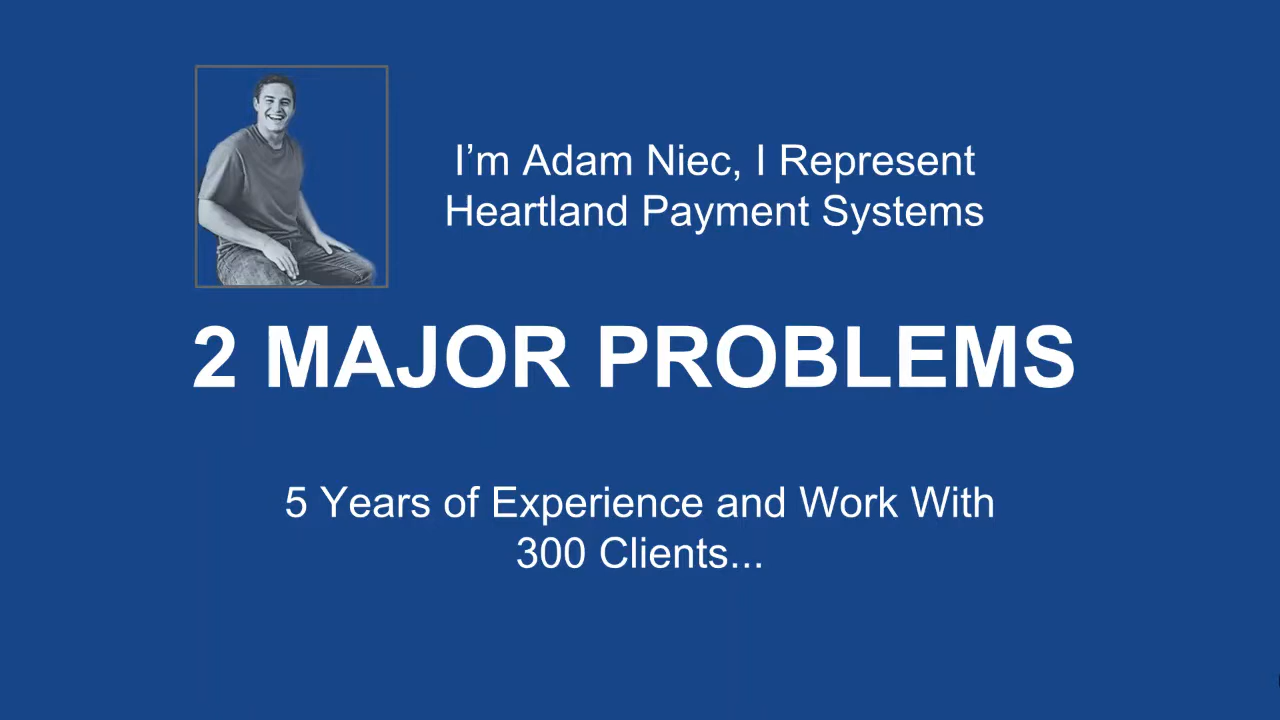 I’m Adam Niec, I Represent
Heartland Payment Systems
2 MAJOR PROBLEMS
5 Years of Experience and Work With
300 Clients...